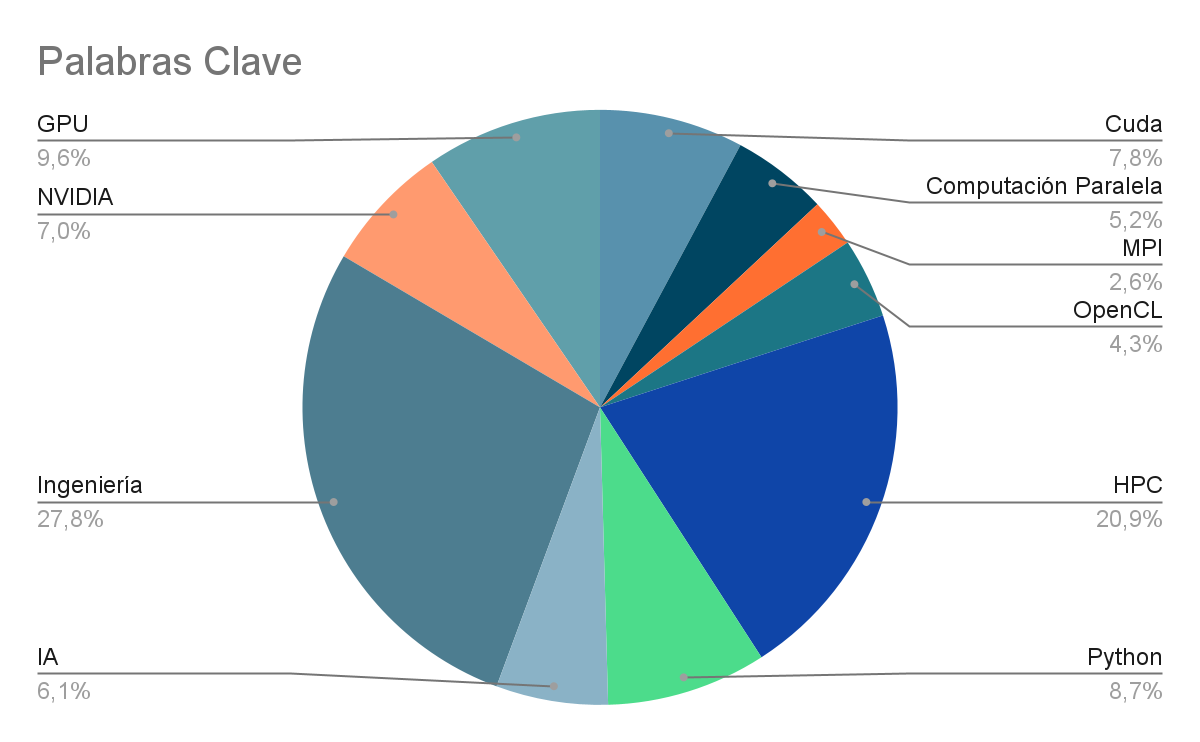 Palabras Clave
GPU
9,6%
NVIDIA
7,0%
Ingeniería
27,8%
IA
6,1%
Cuda
7,8%
Computación Paralela
5,2%
MPI
2,6%
OpenCL
4,3%
HPC
20,9%
Python
8,7%